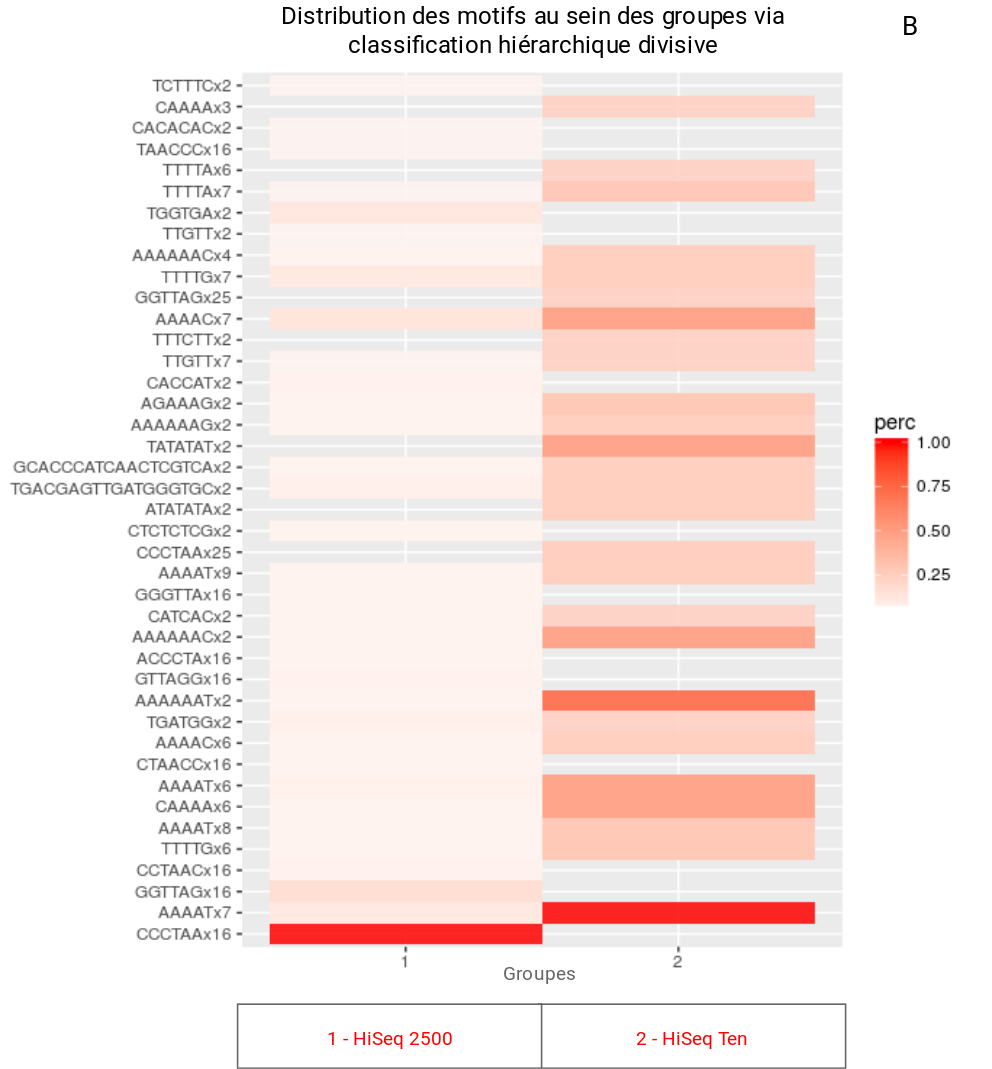 Distribution des motifs au sein des groupes via
classification hiérarchique divisive
B
TCTTTCx2
CAAAAx3
CACACACx2
TAACCCx16
TTTTAx6
TTTTAx7
TGGTGAx2
TTGTTx2
AAAAAACx4
TTTTGx7
GGTTAGx25
AAAACx7
TTTCTTx2
TTGTTx7
CACCATx2
AGAAAGx2
AAAAAAGx2
TATATATx2
GCACCCATCAACTCGTCAx2
TGACGAGTTGATGGGTGCx2
ATATATAx2
CTCTCTCGx2
CCCTAAx25
AAAATx9
GGGTTAx16
CATCACx2
AAAAAACx2
ACCCTAx16
GTTAGGx16
AAAAAATx2
TGATGGx2
AAAACx6
CTAACCx16
AAAATx6
CAAAAx6
AAAATx8
TTTTGx6
CCTAACx16
GGTTAGx16
AAAATx7
CCCTAAx16
1
2
Groupes
perc
1.00
0.75
0.50
0.25
1 - HiSeq 2500
2 - HiSeq Ten